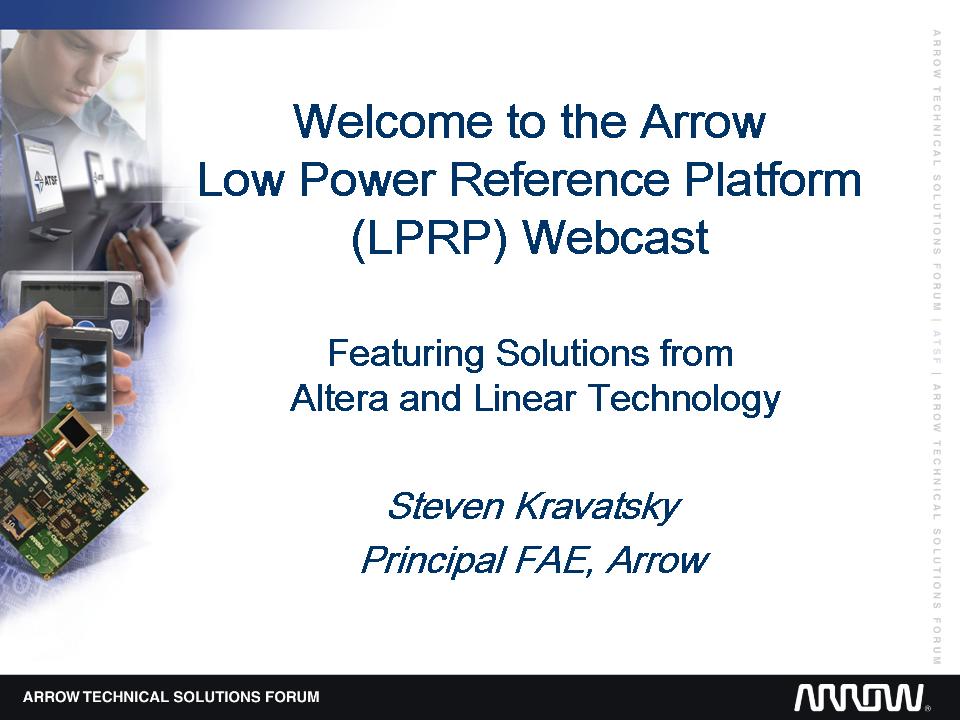 Welcome to the Arrow
Low Power Reference Platform
(LPRP) Webcast
Featuring Solutions from
Altera and Linear Technology
Steven Kravatsky
Principal FAE, Arrow
ATSF
ARROW TECHNICAL SOLUTIONS FORUM | ATSF | ARROW TECHNICAL SOLUTIONS FORUM
ARROW TECHNICAL SOLUTIONS FORUM
ARROW®